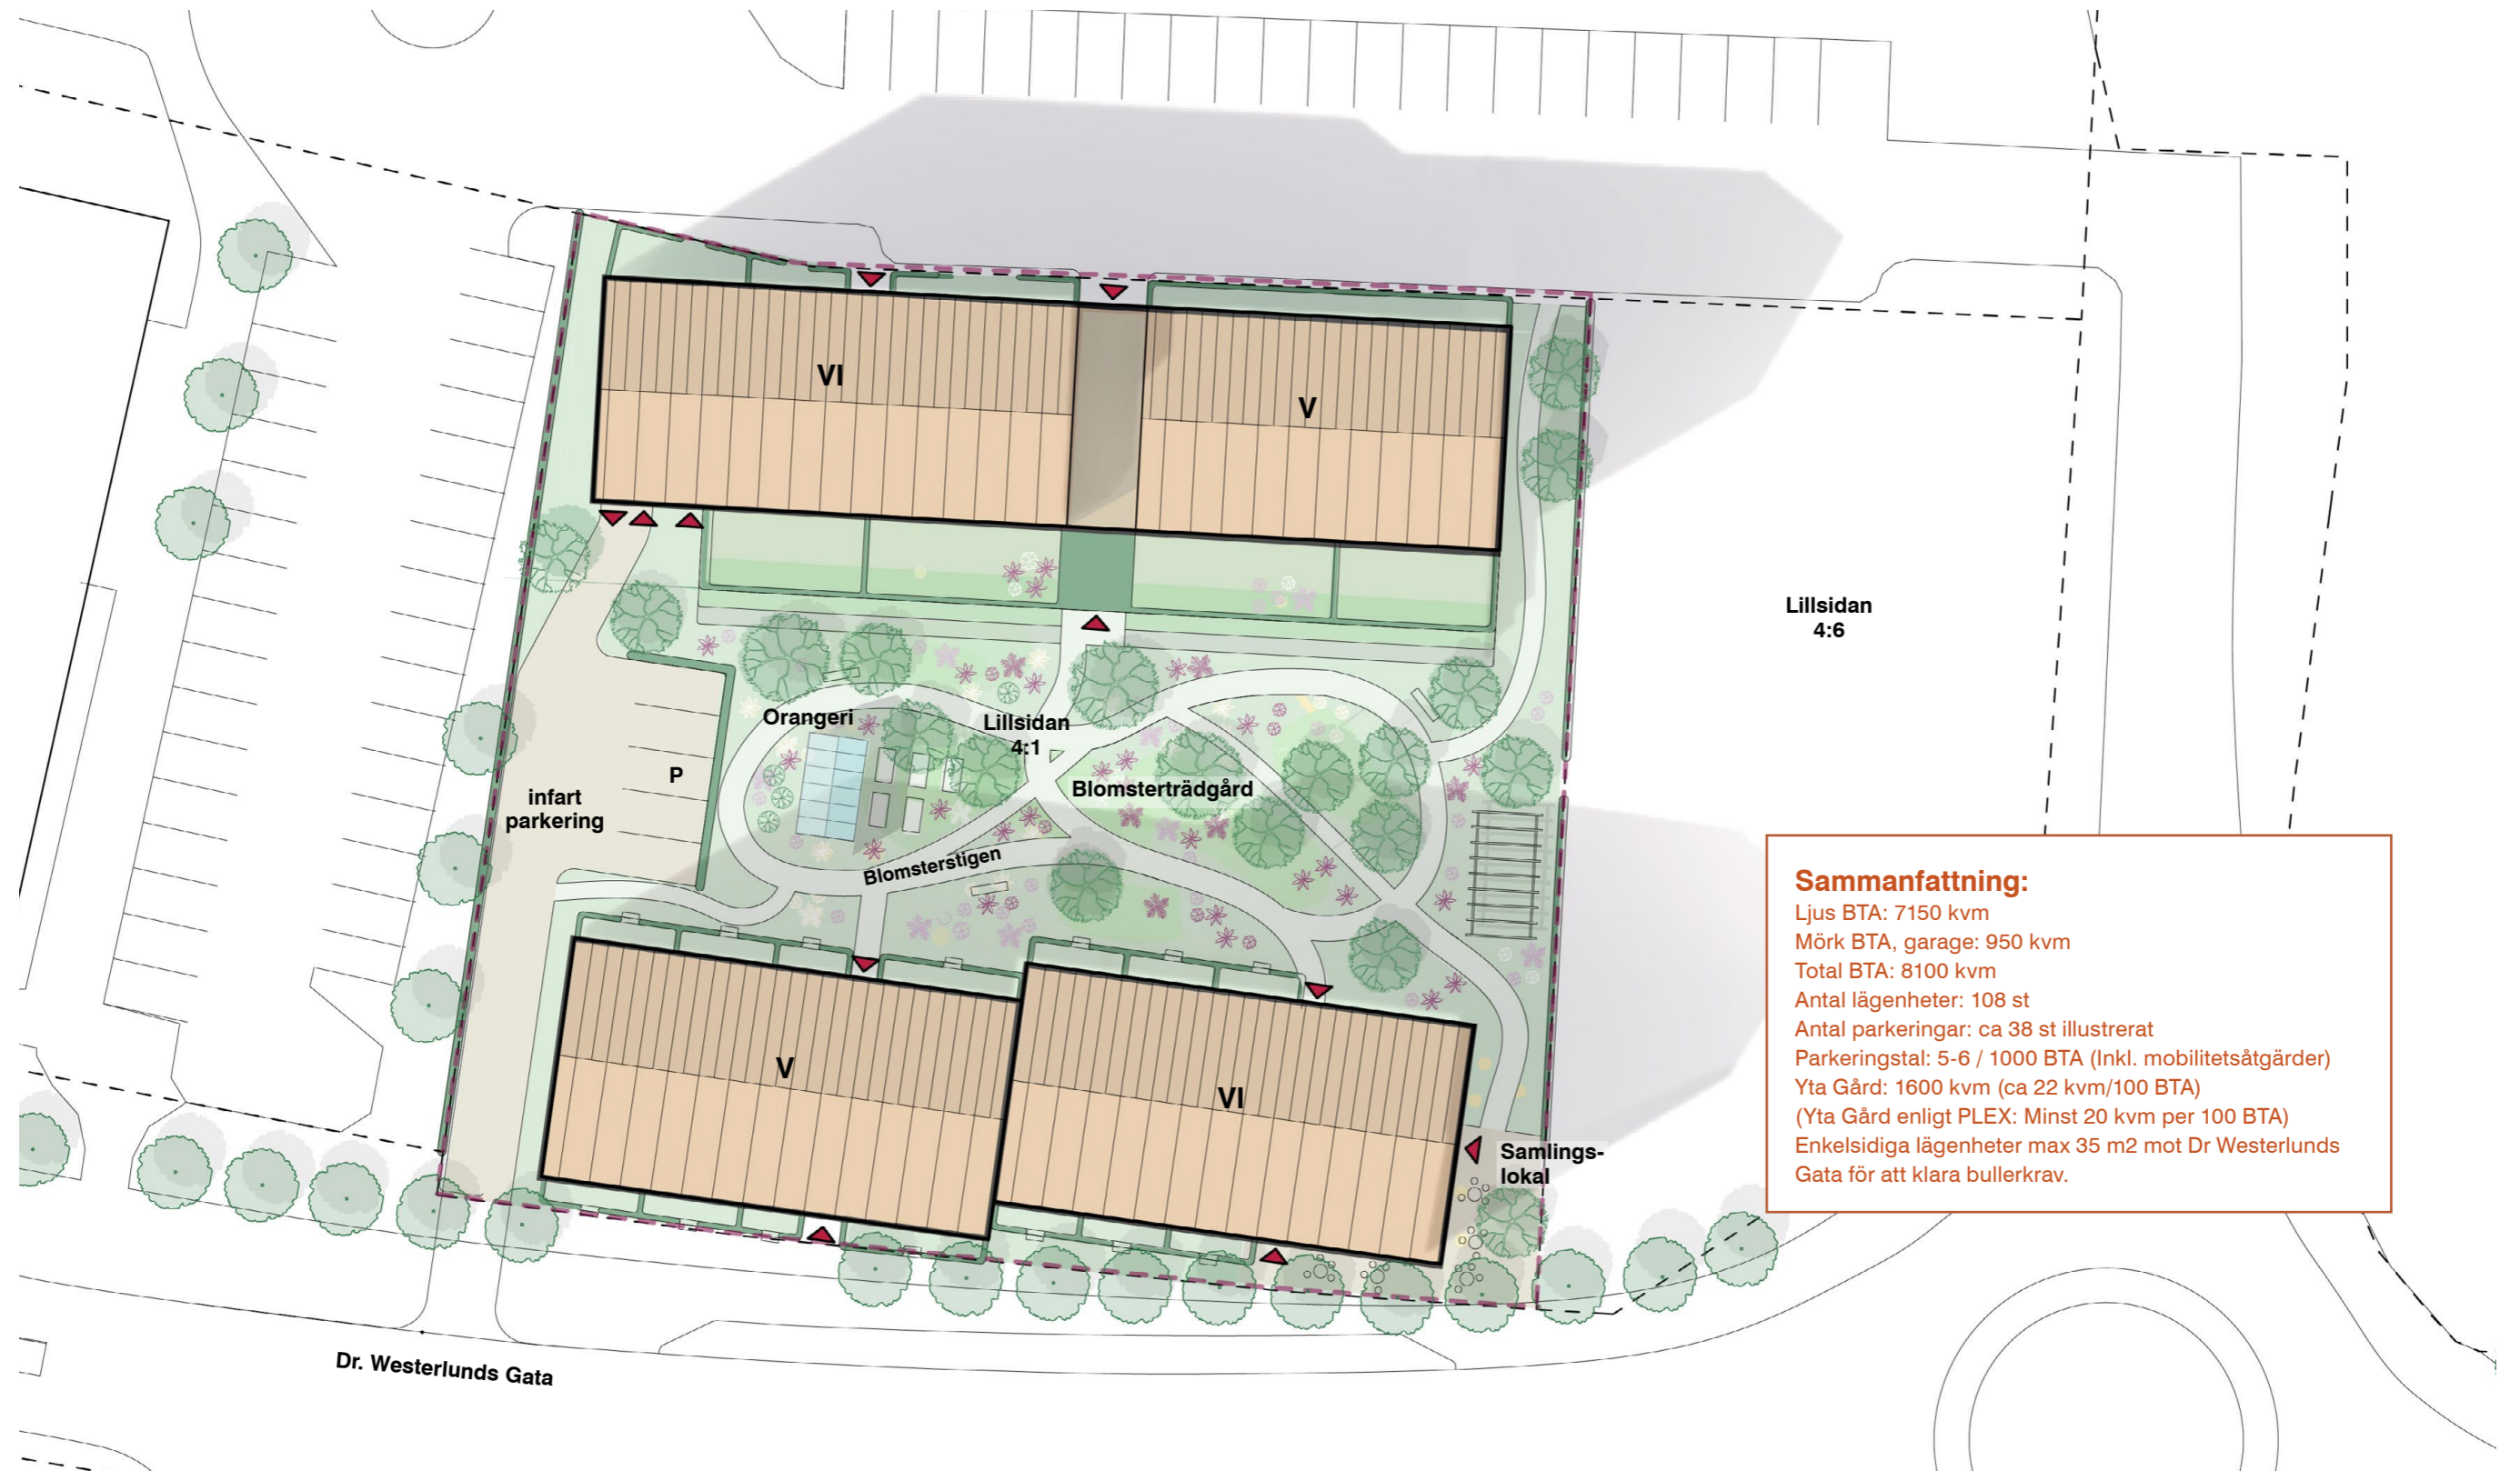 VI
V
Lillsidan
4:6
Orangeri
Lillsidan
4:1
P
Blomsterträdgård
infart
parkering
Blomsterstigen
Sammanfattning:
Ljus BTA: 7150 kvm
Mörk BTA, garage: 950 kvm
Total BTA: 8100 kvm
Antal lägenheter: 108 st
Antal parkeringar: ca 38 st illustrerat
Parkeringstal: 5-6 / 1000 BTA (Inkl. mobilitetsåtgärder)
Yta Gård: 1600 kvm (ca 22 kvm/100 BTA)
(Yta Gård enligt PLEX: Minst 20 kvm per 100 BTA)
Enkelsidiga lägenheter max 35 m2 mot Dr Westerlunds
Gata för att klara bullerkrav.
V
VI
Samlings-
lokal
Dr. Westerlunds Gata